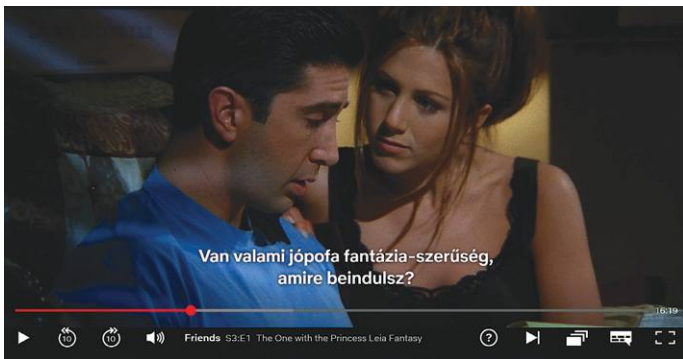 Van valami jópofa fantázia-szerűség,
amire beindulsz?
16:19
10 10 Friends S3:E1 The One with the Princess Leia Fantasy ?